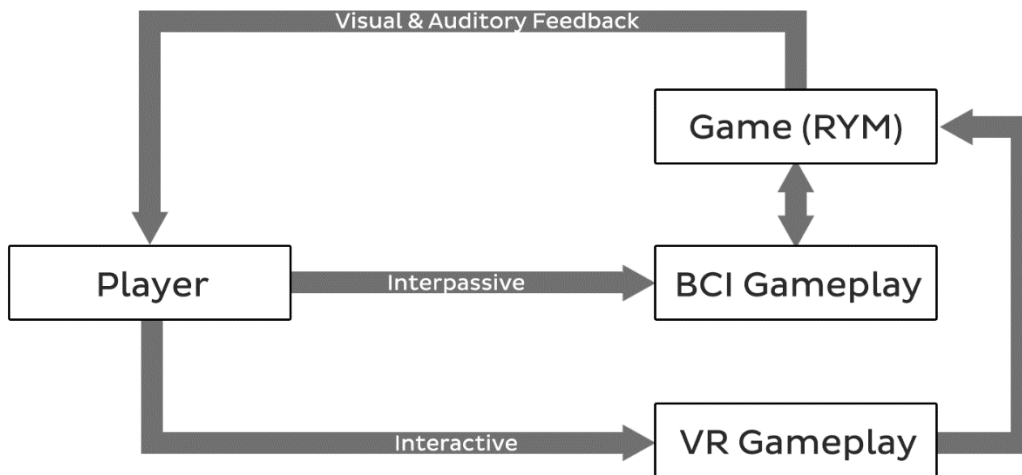 Visual & Auditory Feedback
Game (RYM)
Player
Interpassive
BCI Gameplay
Interactive
VR Gameplay